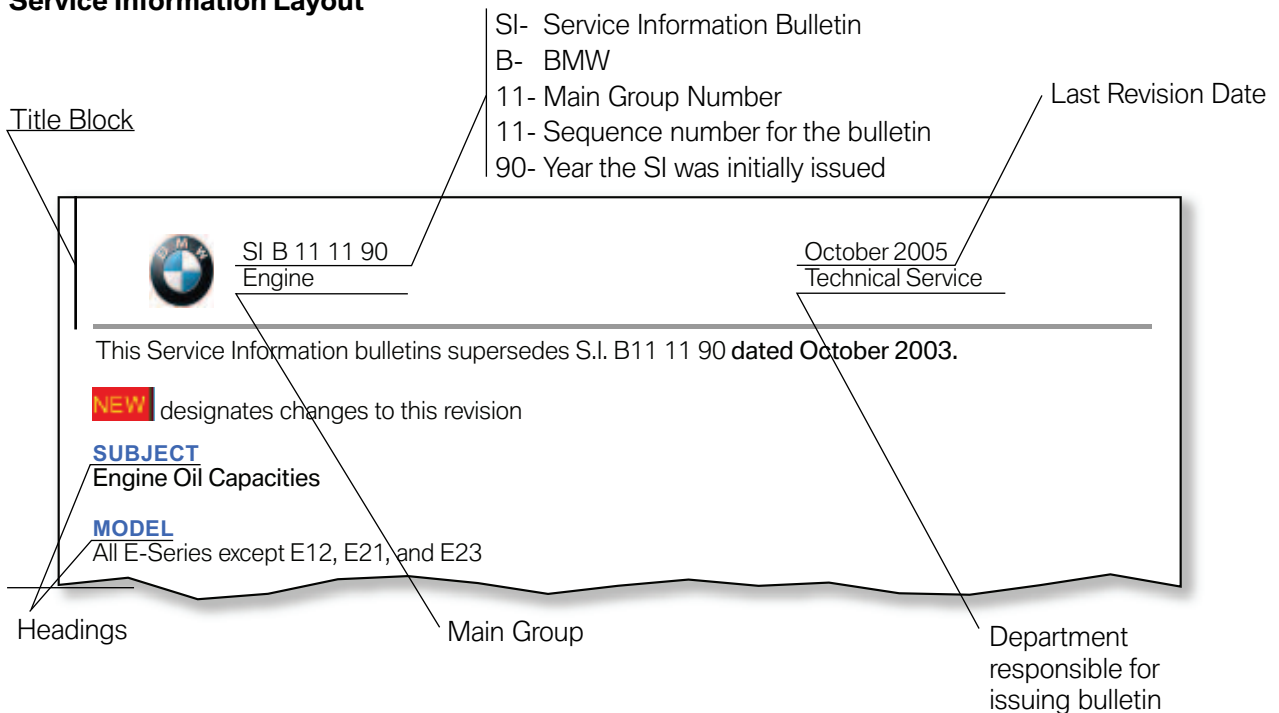 Service Information Layout
SI- Service Information Bulletin
B- BMW
11- Main Group Number
11- Sequence number for the bulletin
90- Year the SI was initially issued
Last Revision Date
Title Block
BMW
SI B 11 11 90
Engine
October 2005
Technical Service
This Service Information bulletins supersedes S.I. B11 11 90 dated October 2003.
NEW designates changes to this revision
SUBJECT
Engine Oil Capacities
MODEL
All E-Series except E12, E21, and E23
Headings
Main Group
Department
responsible for
issuing bulletin